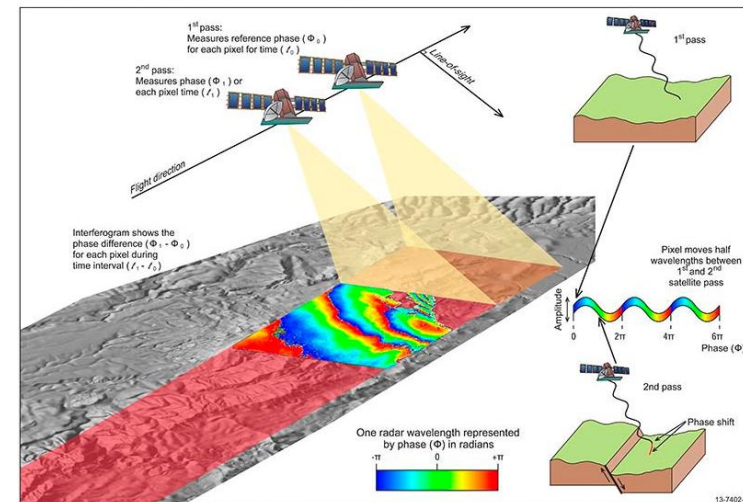 1st pass:
Measures reference phase (Φ0)
for each pixel for time (t0)
2nd pass:
Measures phase (Φ1) or
each pixel time (t1)
Line-of-sight
Flight direction
Interferogram shows the
phase difference (Φ1 - Φ0)
for each pixel during
time interval (t1 - t0)
1st pass
Pixel moves half
wavelengths between
1st and 2nd
satellite pass
Amplitude
0 2π 4π 6π
Phase (Φ)
2nd pass
Phase shift
One radar wavelength represented
by phase (Φ) in radians
-π 0 +π
13-7402-